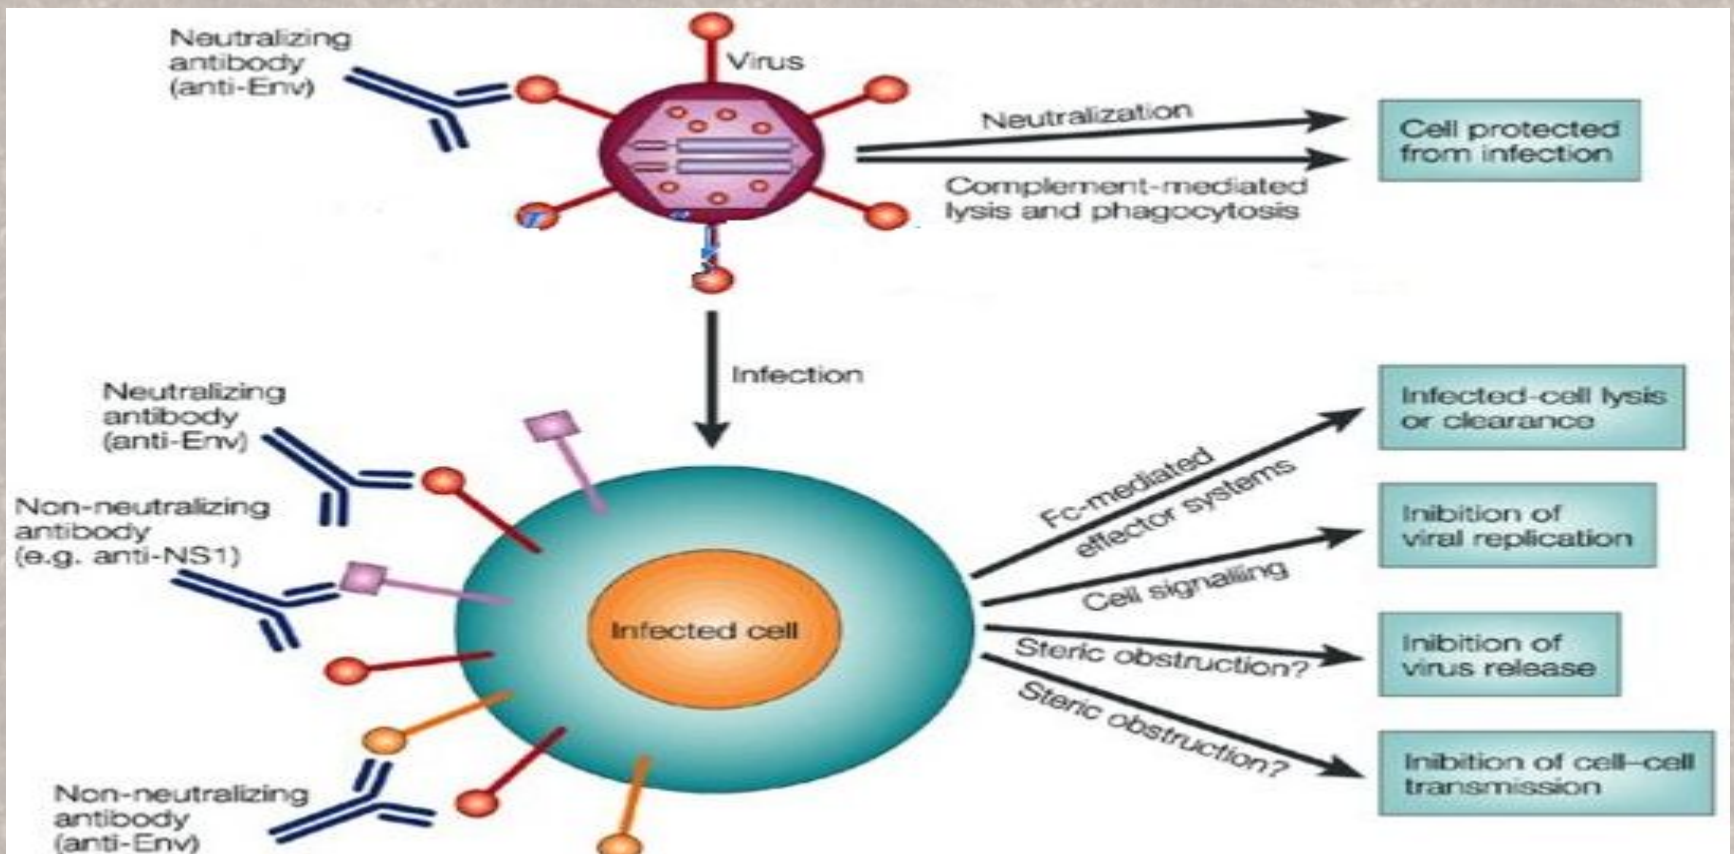 Neutralizing
antibody
(anti-Env)
Virus
Neutralization
Complement-mediated
lysis and phagocytosis
Cell protected
from infection
Infection
Neutralizing
antibody
(anti-Env)
Non-neutralizing
antibody
(e.g. anti-NS1)
Infected cell
Non-neutralizing
antibody
(anti-Env)
Fc-mediated
effector systems
Infected-cell lysis
or clearance
Cell signalling
Inibition of
viral replication
Steric obstruction?
Inibition of
virus release
Steric obstruction?
Inibition of cell–cell
transmission